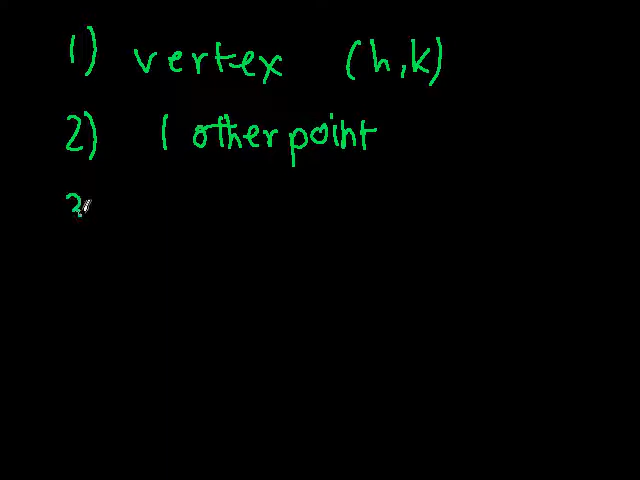 1) vertex (h,k)
2) 1 other point